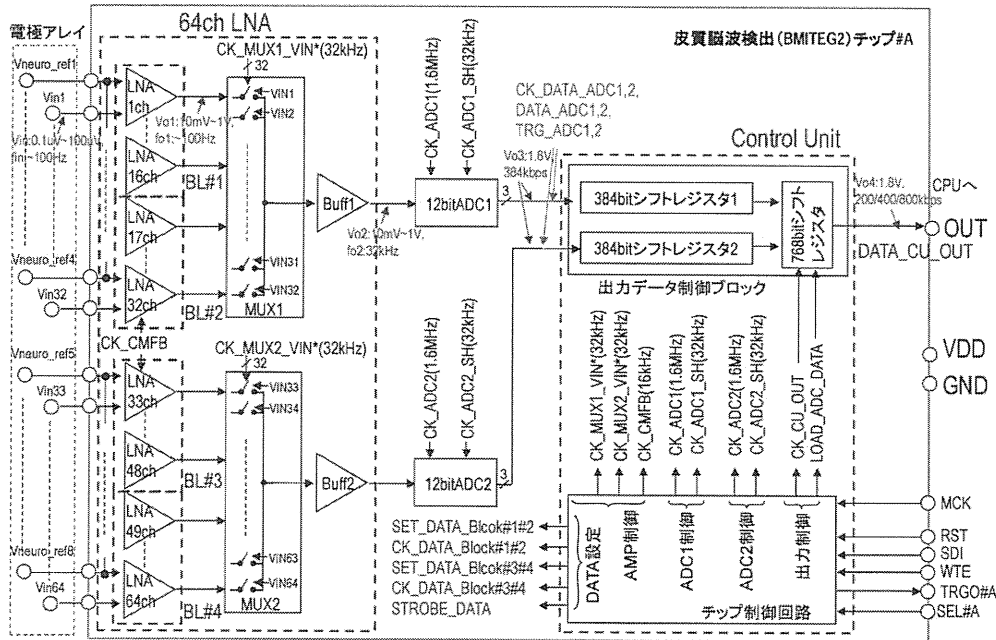 電極アレイ
64ch LNA
皮質脳波検出(BMITEG2)チップ#A
Vneuro_ref1
Vin1
Vin:0.1uV~100uV,
fin:~100Hz
LNA
1ch
Vo1:10mV~1V,
fo1:~100Hz
LNA
16ch
BL#1
LNA
17ch
Vneuro_ref4
Vin32
LNA
32ch
BL#2
CK_CMFB
CK_MUX1_VIN*(32kHz)
32
VIN1
VIN2
VIN31
VIN32
MUX1
Buff1
Vo2:10mV~1V,
fo2:32kHz
CK_ADC1(1.6MHz)
CK_ADC1_SH(32kHz)
12bitADC1
3
Vo3:1.8V,
384kbps
CK_DATA_ADC1,2,
DATA_ADC1,2,
TRG_ADC1,2
Control Unit
384bitシフトレジスタ1
384bitシフトレジスタ2
768bitシフト
レジスタ
出力データ制御ブロック
Vo4:1.8V,
200/400/800kbps
CPUへ
OUT
DATA_CU_OUT
VDD
GND
Vneuro_ref5
Vin33
LNA
33ch
LNA
48ch
BL#3
LNA
49ch
Vneuro_ref8
Vin64
LNA
64ch
BL#4
CK_MUX2_VIN*(32kHz)
32
VIN33
VIN34
VIN63
VIN64
MUX2
Buff2
CK_ADC2(1.6MHz)
CK_ADC2_SH(32kHz)
12bitADC2
3
CK_MUX1_VIN*(32kHz)
CK_MUX2_VIN*(32kHz)
CK_CMFB(16kHz)
CK_ADC1(1.6MHz)
CK_ADC1_SH(32kHz)
CK_ADC2(1.6MHz)
CK_ADC2_SH(32kHz)
CK_CU_OUT
LOAD_ADC_DATA
SET_DATA_Blcok#1#2
CK_DATA_Block#1#2
SET_DATA_Block#3#4
CK_DATA_Block#3#4
STROBE_DATA
DATA設定
AMP制御
ADC1制御
ADC2制御
出力制御
チップ制御回路
MCK
RST
SDI
WTE
TRGO#A
SEL#A